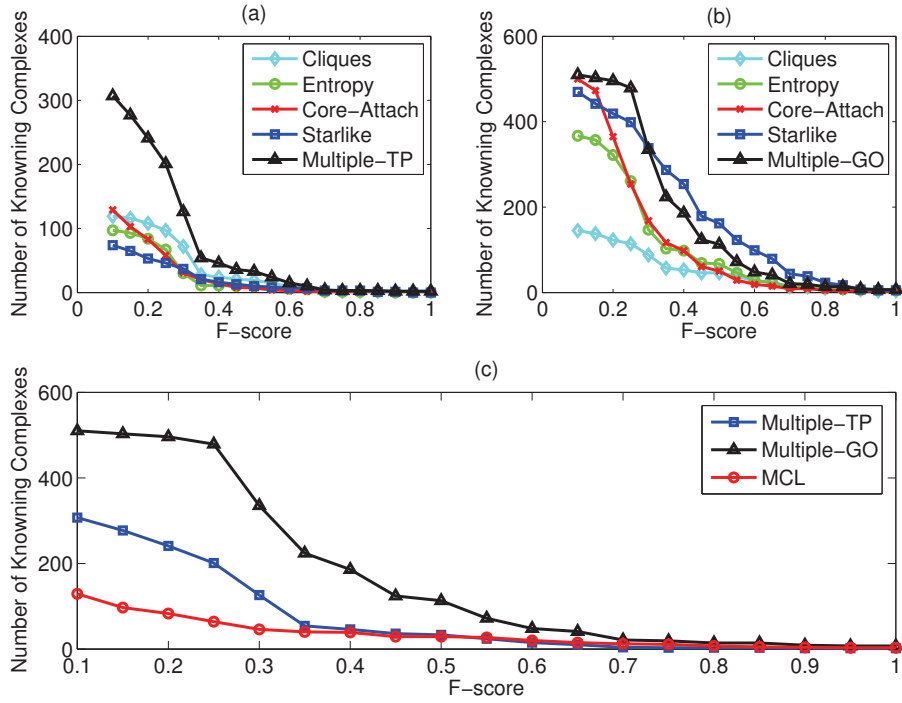 (a)
Number of Knowning Complexes
400
300
200
100
0
0
0.2
0.4
0.6
0.8
1
F-score
Cliques
Entropy
Core-Attach
Starlike
Multiple-TP
(b)
Number of Knowning Complexes
600
400
200
0
0
0.2
0.4
0.6
0.8
1
F-score
Cliques
Entropy
Core-Attach
Starlike
Multiple-GO
(c)
Number of Knowning Complexes
600
400
200
0
0.1
0.2
0.3
0.4
0.5
0.6
0.7
0.8
0.9
1
F-score
Multiple-TP
Multiple-GO
MCL